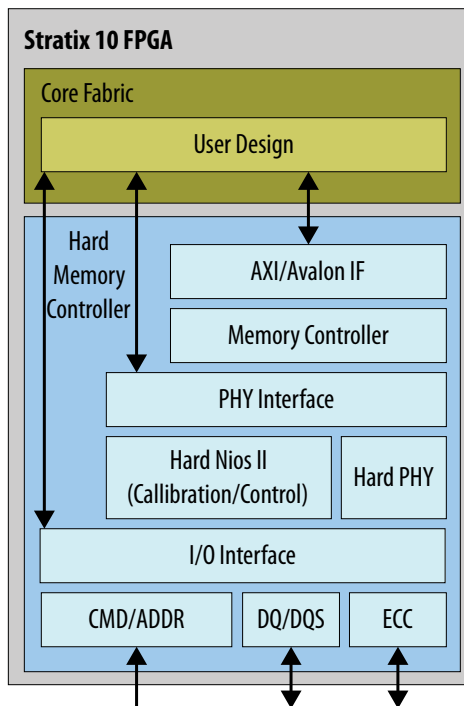 Stratix 10 FPGA
Core Fabric
User Design
Hard
Memory
Controller
AXI/Avalon IF
Memory Controller
PHY Interface
Hard Nios II
(Callibration/Control)
Hard PHY
I/O Interface
CMD/ADDR
DQ/DQS
ECC